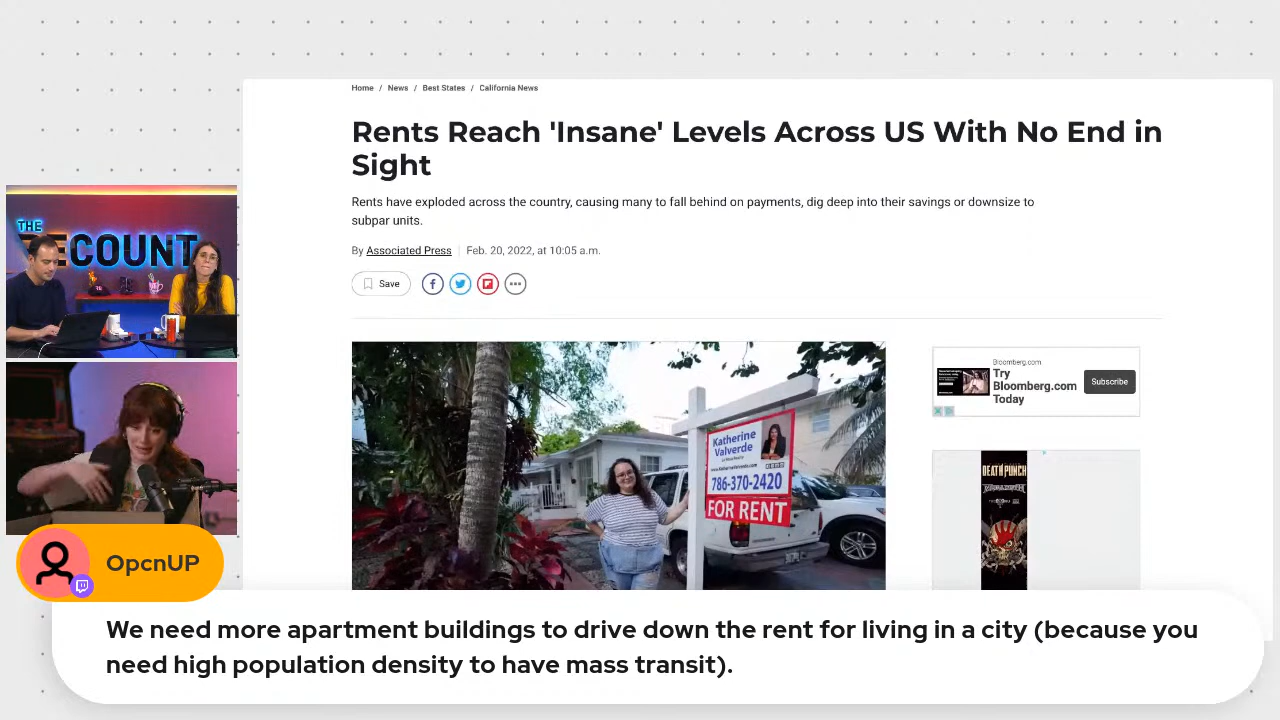 Home / News / Best States / California News
Rents Reach 'Insane' Levels Across US With No End in
Sight
Rents have exploded across the country, causing many to fall behind on payments, dig deep into their savings or downsize to
subpar units.
By Associated Press | Feb. 20, 2022, at 10:05 a.m.
Save
THE
RECOUNT
Katherine
Valverde
786-370-2420
FOR RENT
Bloomberg.com
Try
Bloomberg.com
Today
Subscribe
DEATH PUNCH
MEGADETH
OpcnUP
We need more apartment buildings to drive down the rent for living in a city (because you
need high population density to have mass transit).